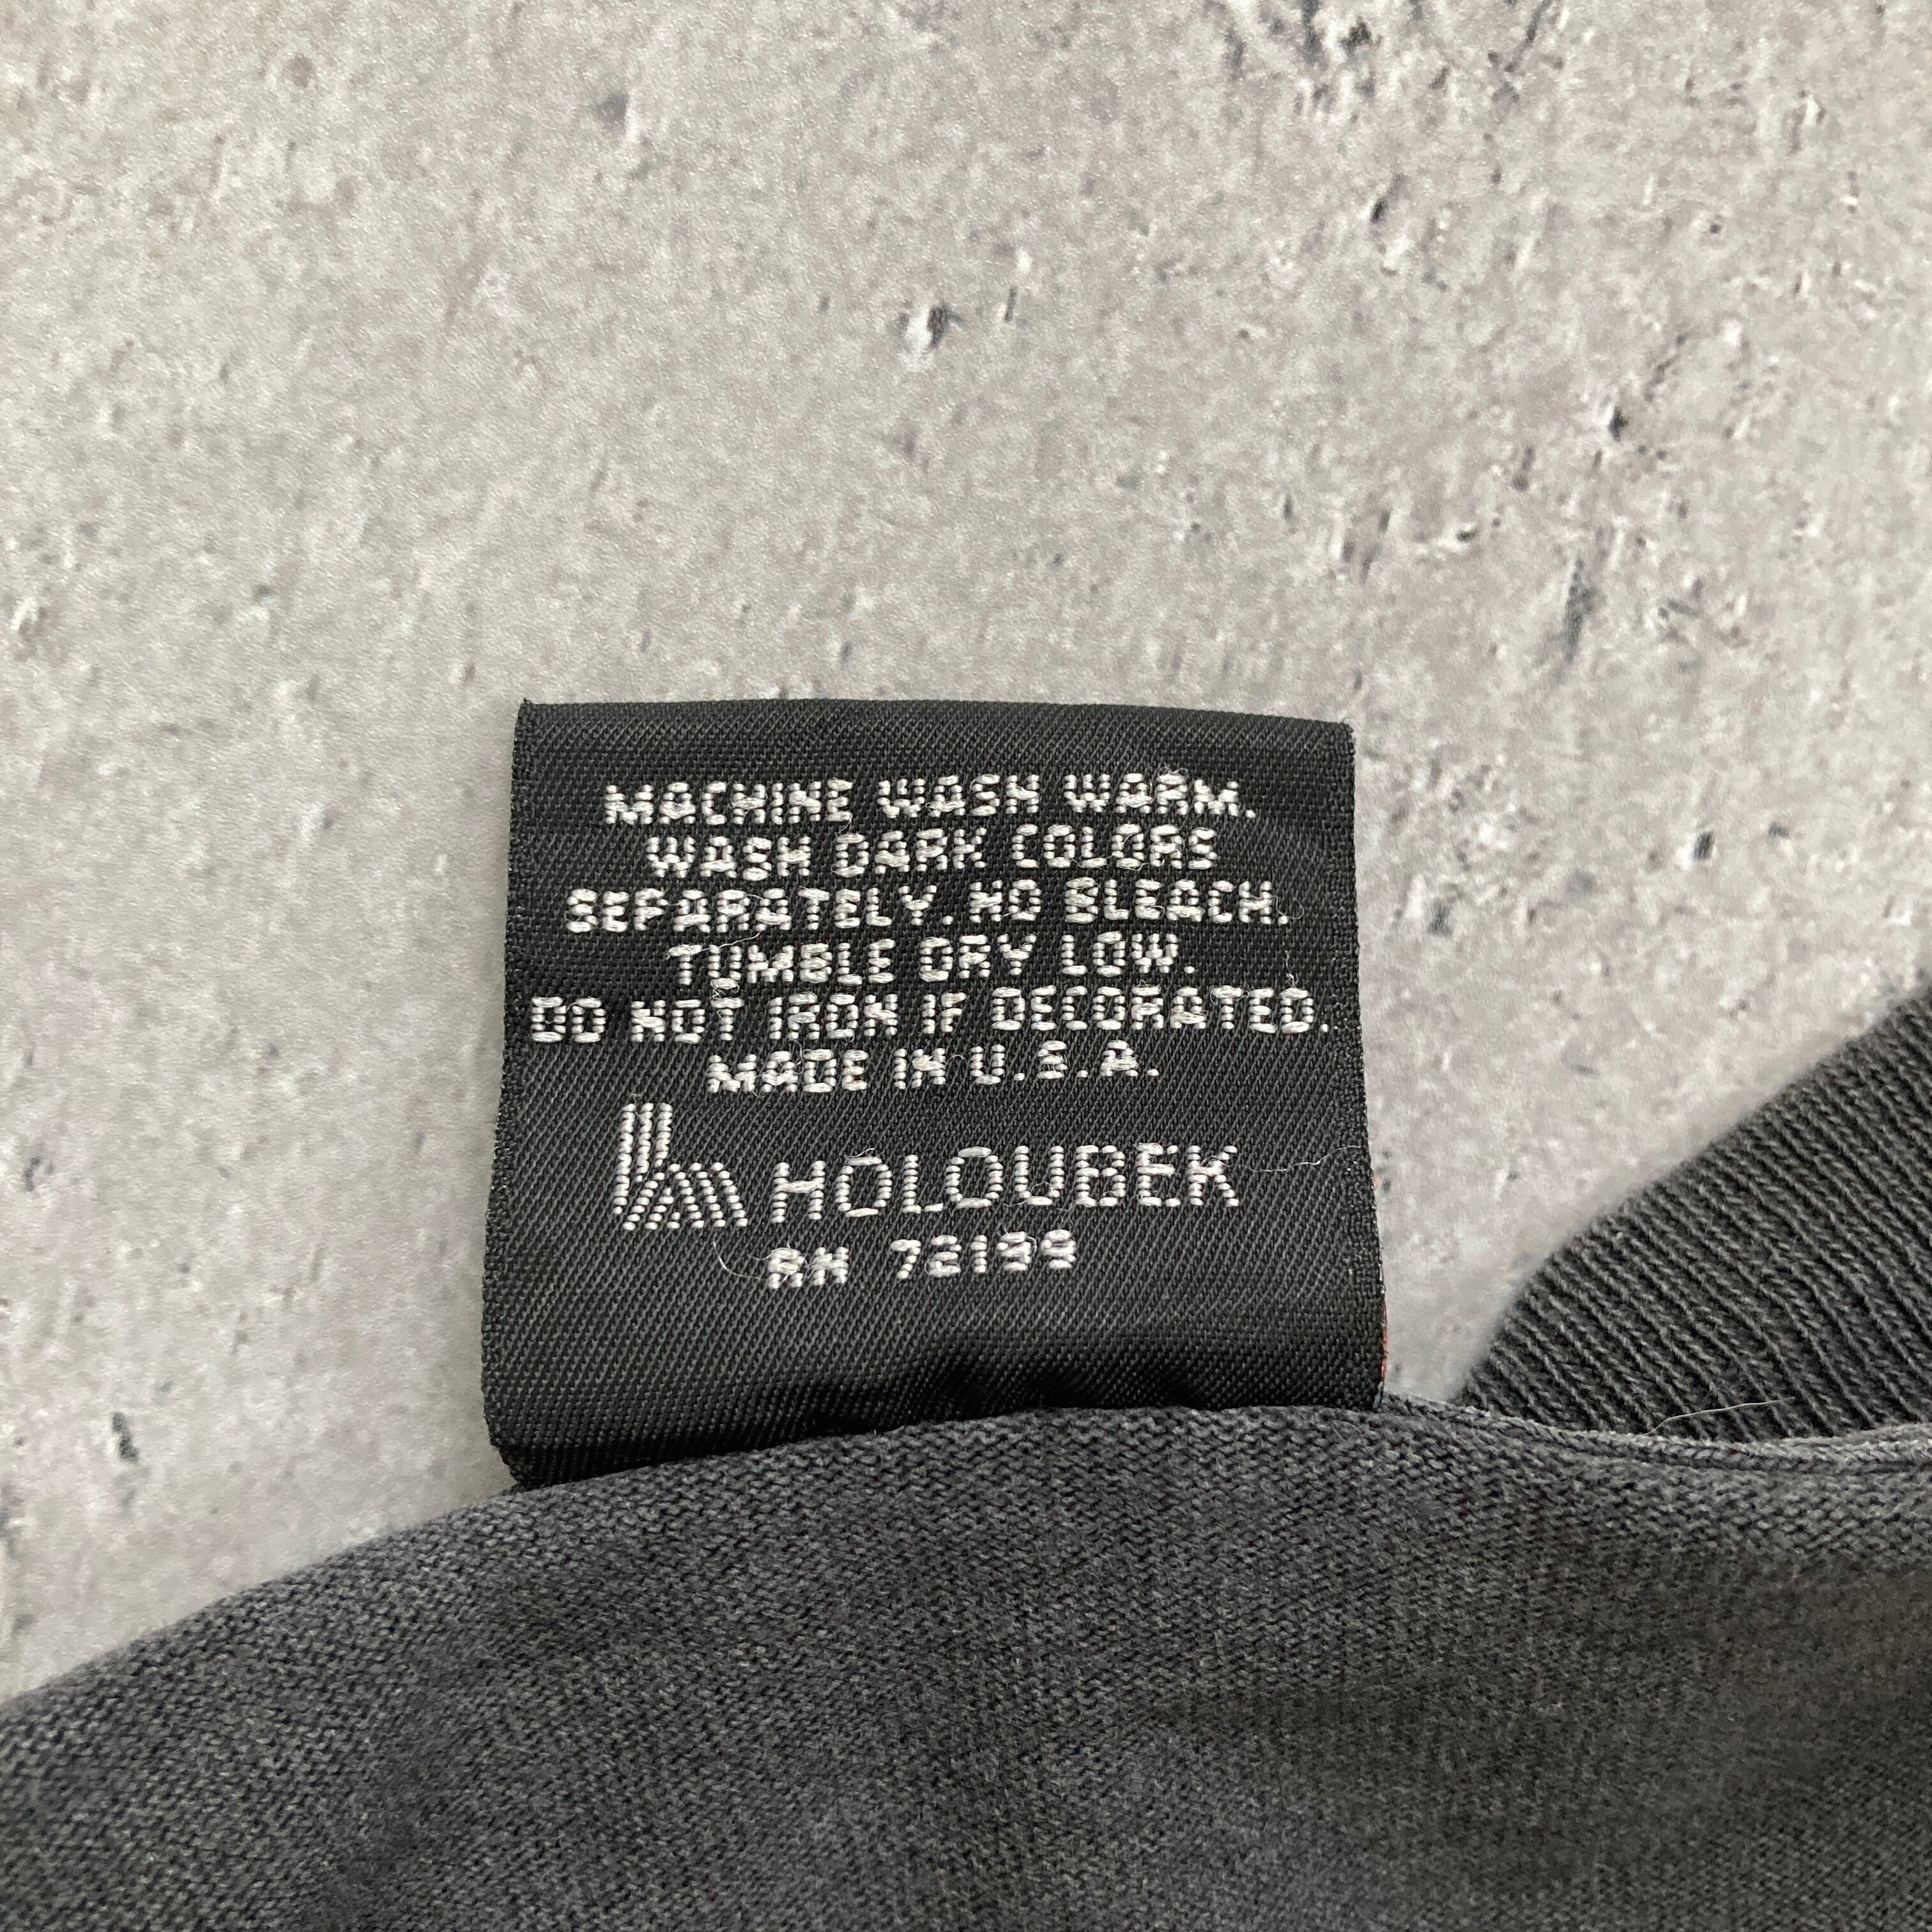 MACHINE WASH WARM.
WASH DARK COLORS
SEPARATELY. NO BLEACH.
TUMBLE DRY LOW.
DO NOT IRON IF DECORATED.
MADE IN U.S.A.
HOLOUBEK
RN 72199